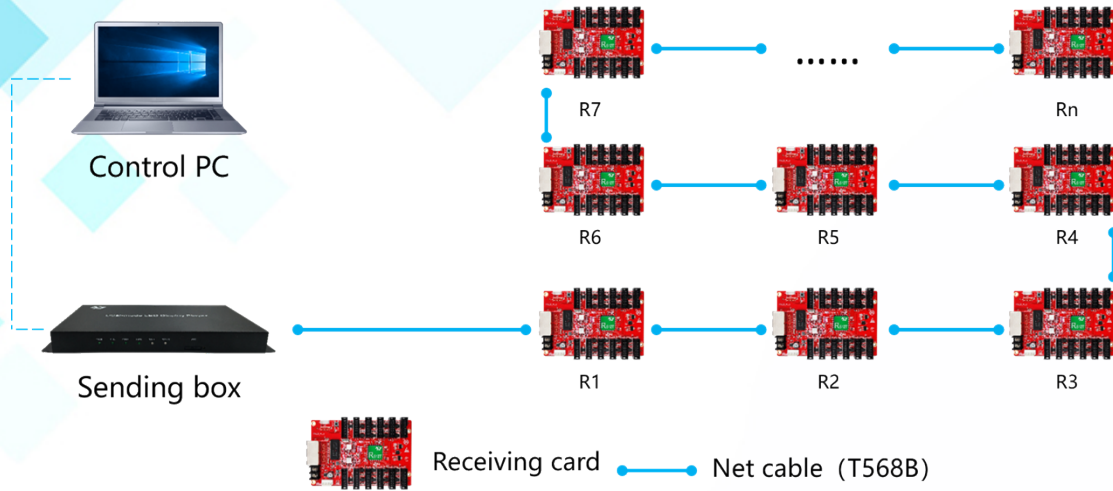 R7
......
Rn
Control PC
R6
R5
R4
Sending box
R1
R2
R3
Receiving card
Net cable（T568B）